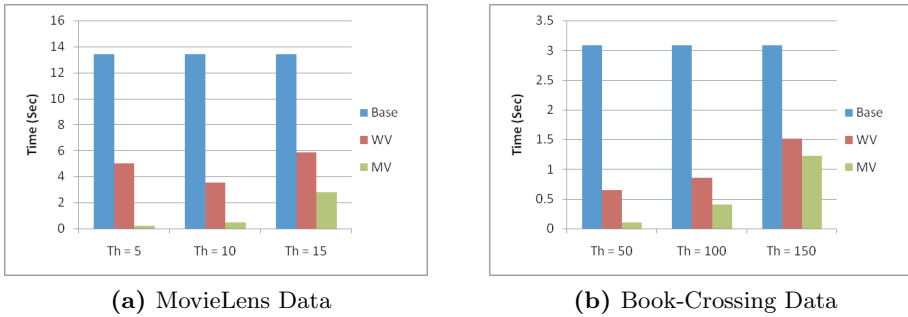 16
14
12
10
8
6
4
2
0
Time (Sec)
Th = 5
Th = 10
Th = 15
Base
WV
MV
(a) MovieLens Data
3.5
3
2.5
2
1.5
1
0.5
0
Time (Sec)
Th = 50
Th = 100
Th = 150
Base
WV
MV
(b) Book-Crossing Data